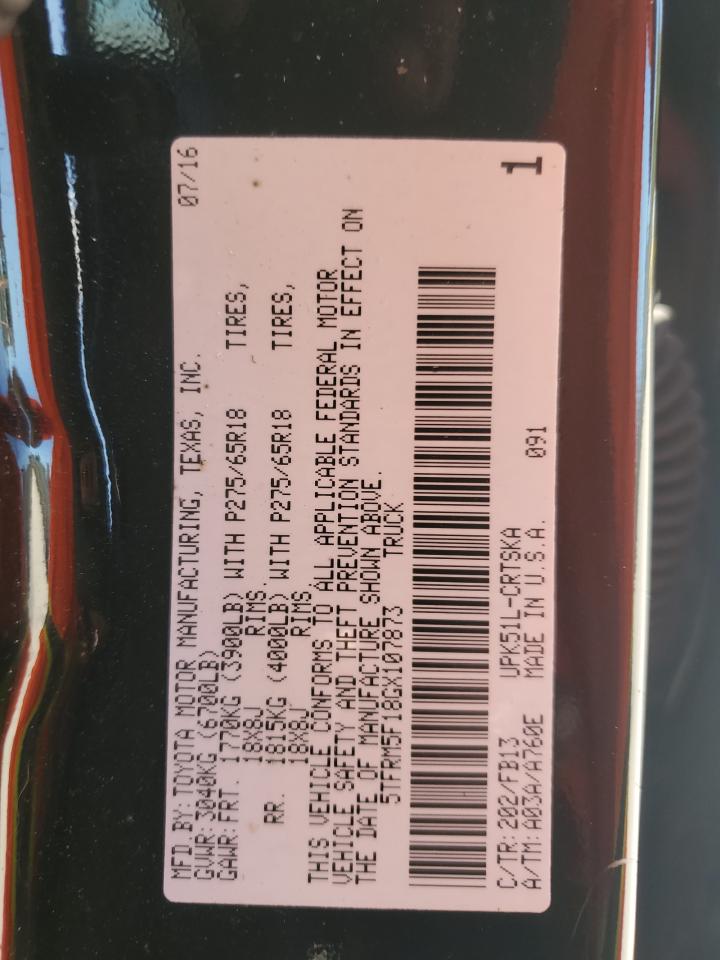 MFD.BY:TOYOTA MOTOR MANUFACTURING, TEXAS, INC. 07/16
GVWR:3040KG (6700LB)
GAWR:FRT. 1770KG (3900LB) WITH P275/65R18 TIRES,
18X8J RIMS.
RR. 1815KG (4000LB) WITH P275/65R18 TIRES,
18X8J RIMS.
THIS VEHICLE CONFORMS TO ALL APPLICABLE FEDERAL MOTOR
VEHICLE SAFETY AND THEFT PREVENTION STANDARDS IN EFFECT ON
THE DATE OF MANUFACTURE SHOWN ABOVE.
5TFRM5F18GX107873 TRUCK
C/TR:202/FB13 UPK51L-CRTSKA 091
A/TM:A03A/A760E MADE IN U.S.A.
1